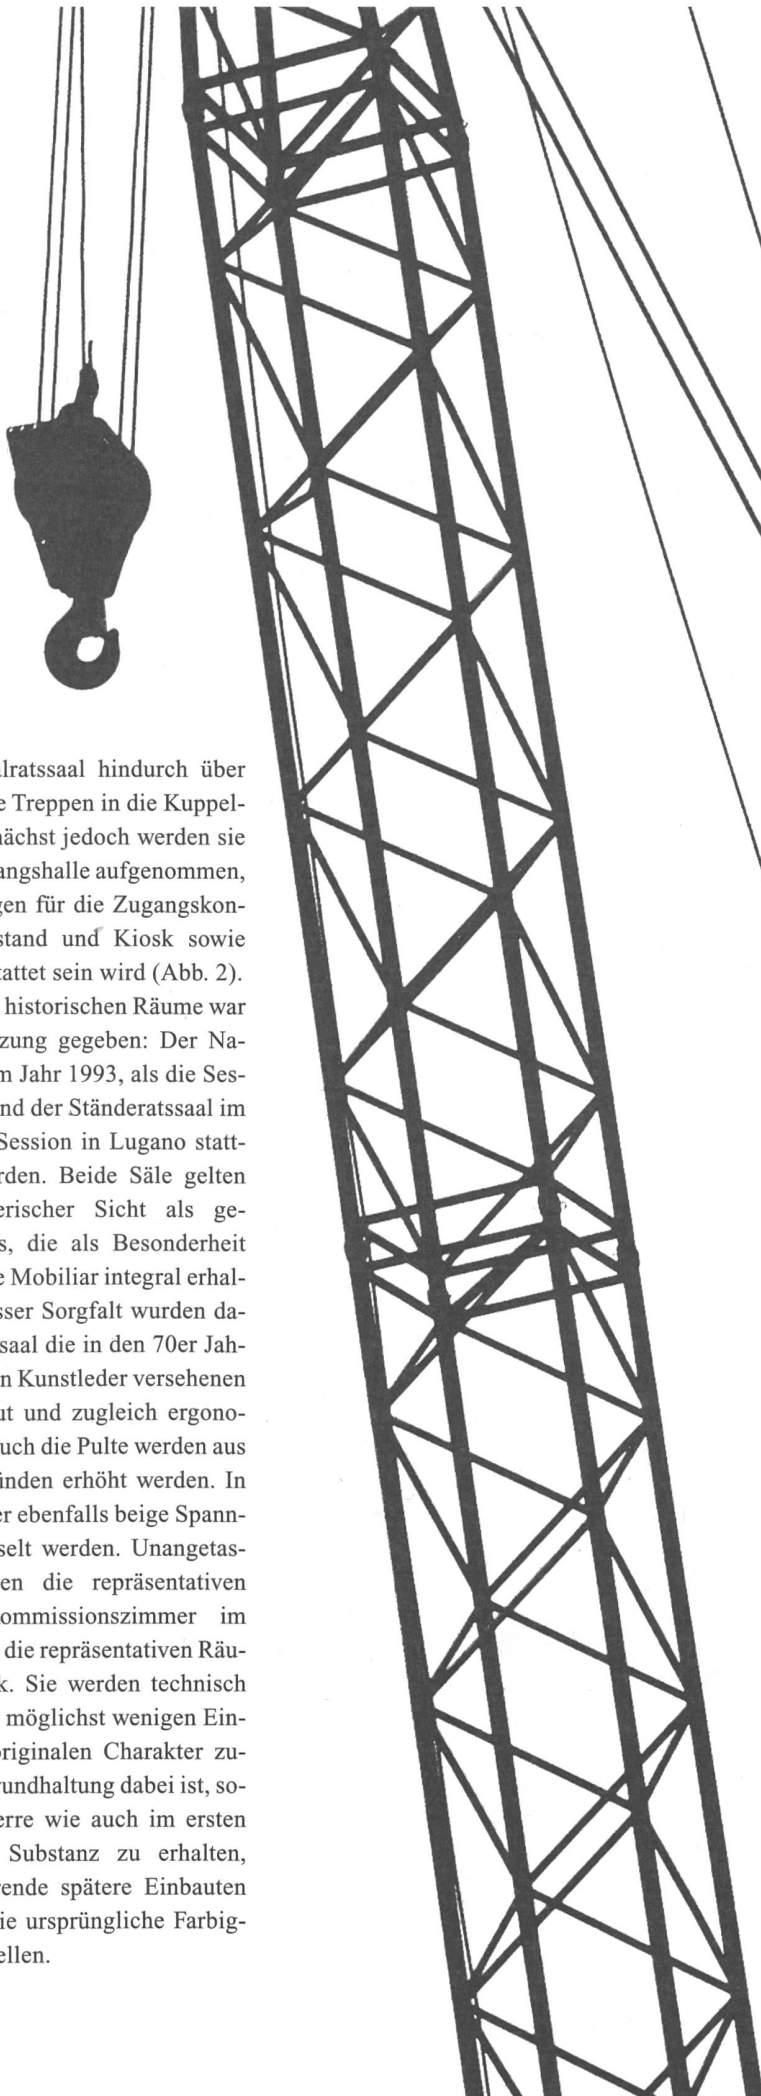 lratssaal hindurch über
e Treppen in die Kuppel-
nächst jedoch werden sie
angshalle aufgenommen,
gen für die Zugangskon-
stand und Kiosk sowie
tattet sein wird (Abb. 2).
historischen Räume war
zung gegeben: Der Na-
m Jahr 1993, als die Ses-
nd der Ständeratssaal im
Session in Lugano statt-
rden. Beide Säle gelten
erischer Sicht als ge-
s, die als Besonderheit
e Mobiliar integral erhal-
sser Sorgfalt wurden da-
saal die in den 70er Jah-
n Kunstleder versehenen
ut und zugleich ergono-
uch die Pulte werden aus
ünden erhöht werden. In
er ebenfalls beige Spann-
selt werden. Unangetas-
en die repräsentativen
ommissionszimmer im
die repräsentativen Räu-
k. Sie werden technisch
möglichst wenigen Ein-
riginalen Charakter zu-
rundhaltung dabei ist, so-
erre wie auch im ersten
Substanz zu erhalten,
rende spätere Einbauten
ie ursprüngliche Farbig-
ellen.